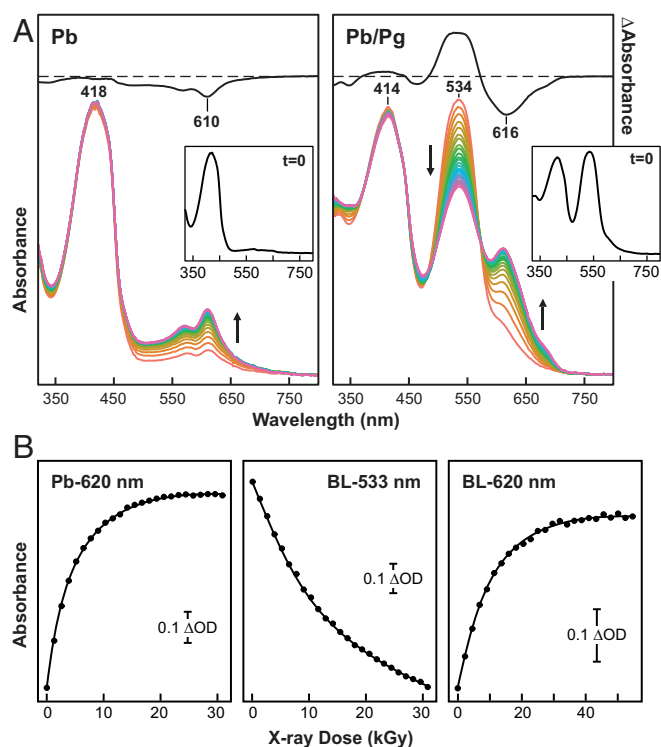 A
Pb
Pb/Pg
ΔAbsorbance
418
610
414
534
616
t=0
350 550 750
t=0
350 550 750
Absorbance
350 450 550 650 750
350 450 550 650 750
Wavelength (nm)
B
Pb-620 nm
BL-533 nm
BL-620 nm
0.1 ΔOD
0.1 ΔOD
0.1 ΔOD
Absorbance
0 10 20 30
0 10 20 30
0 20 40
X-ray Dose (kGy)